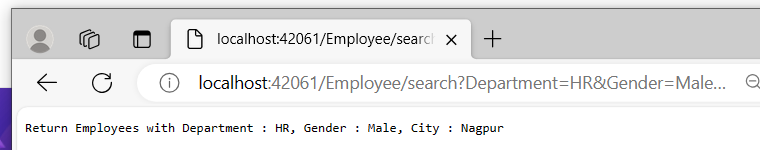 localhost:42061/Employee/search
localhost:42061/Employee/search?Department=HR&Gender=Male...
Return Employees with Department : HR, Gender : Male, City : Nagpur